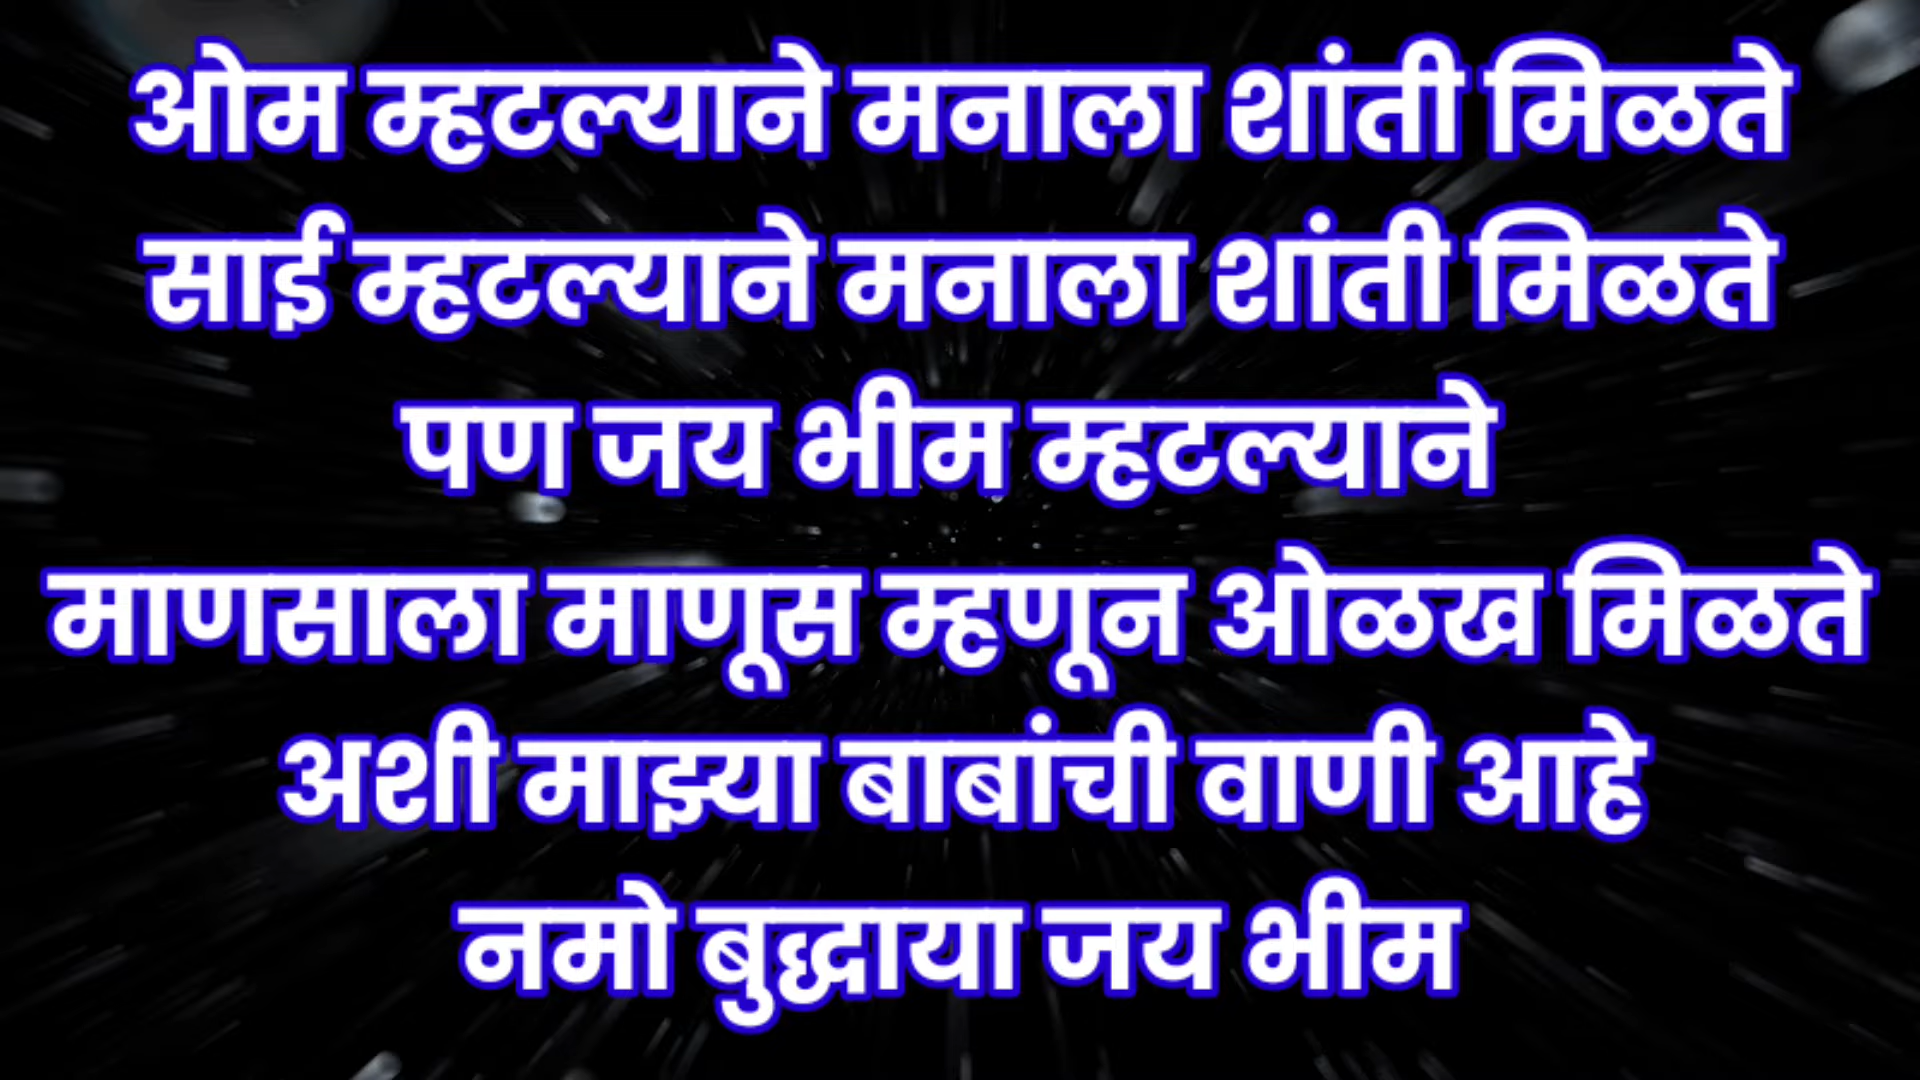 ओम म्हटल्याने मनाला शांती मिळते
साई म्हटल्याने मनाला शांती मिळते
पण जय भीम म्हटल्याने
माणसाला माणूस म्हणून ओळख मिळते
अशी माझ्या बाबांची वाणी आहे
नमो बुद्धाया जय भीम